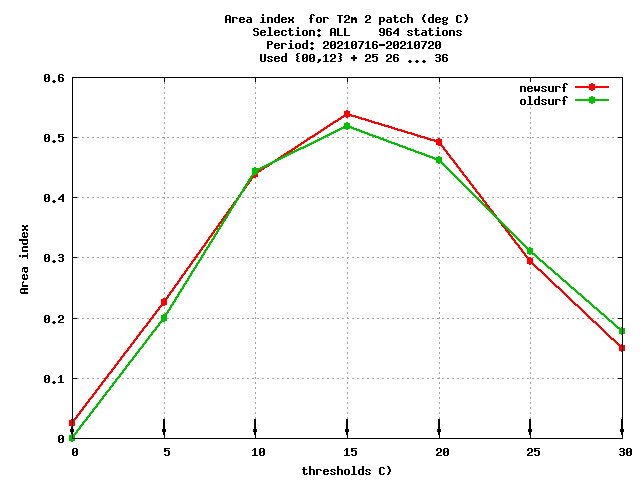 Area index  for T2m 2 patch (deg C)
Selection: ALL    964 stations
Period: 20210716-20210720
Used {00,12} + 25 26 ... 36
0.6
newsurf
oldsurf
0.5
0.4
0.3
Area index
0.2
0.1
0
0 5 10 15 20 25 30
thresholds C)